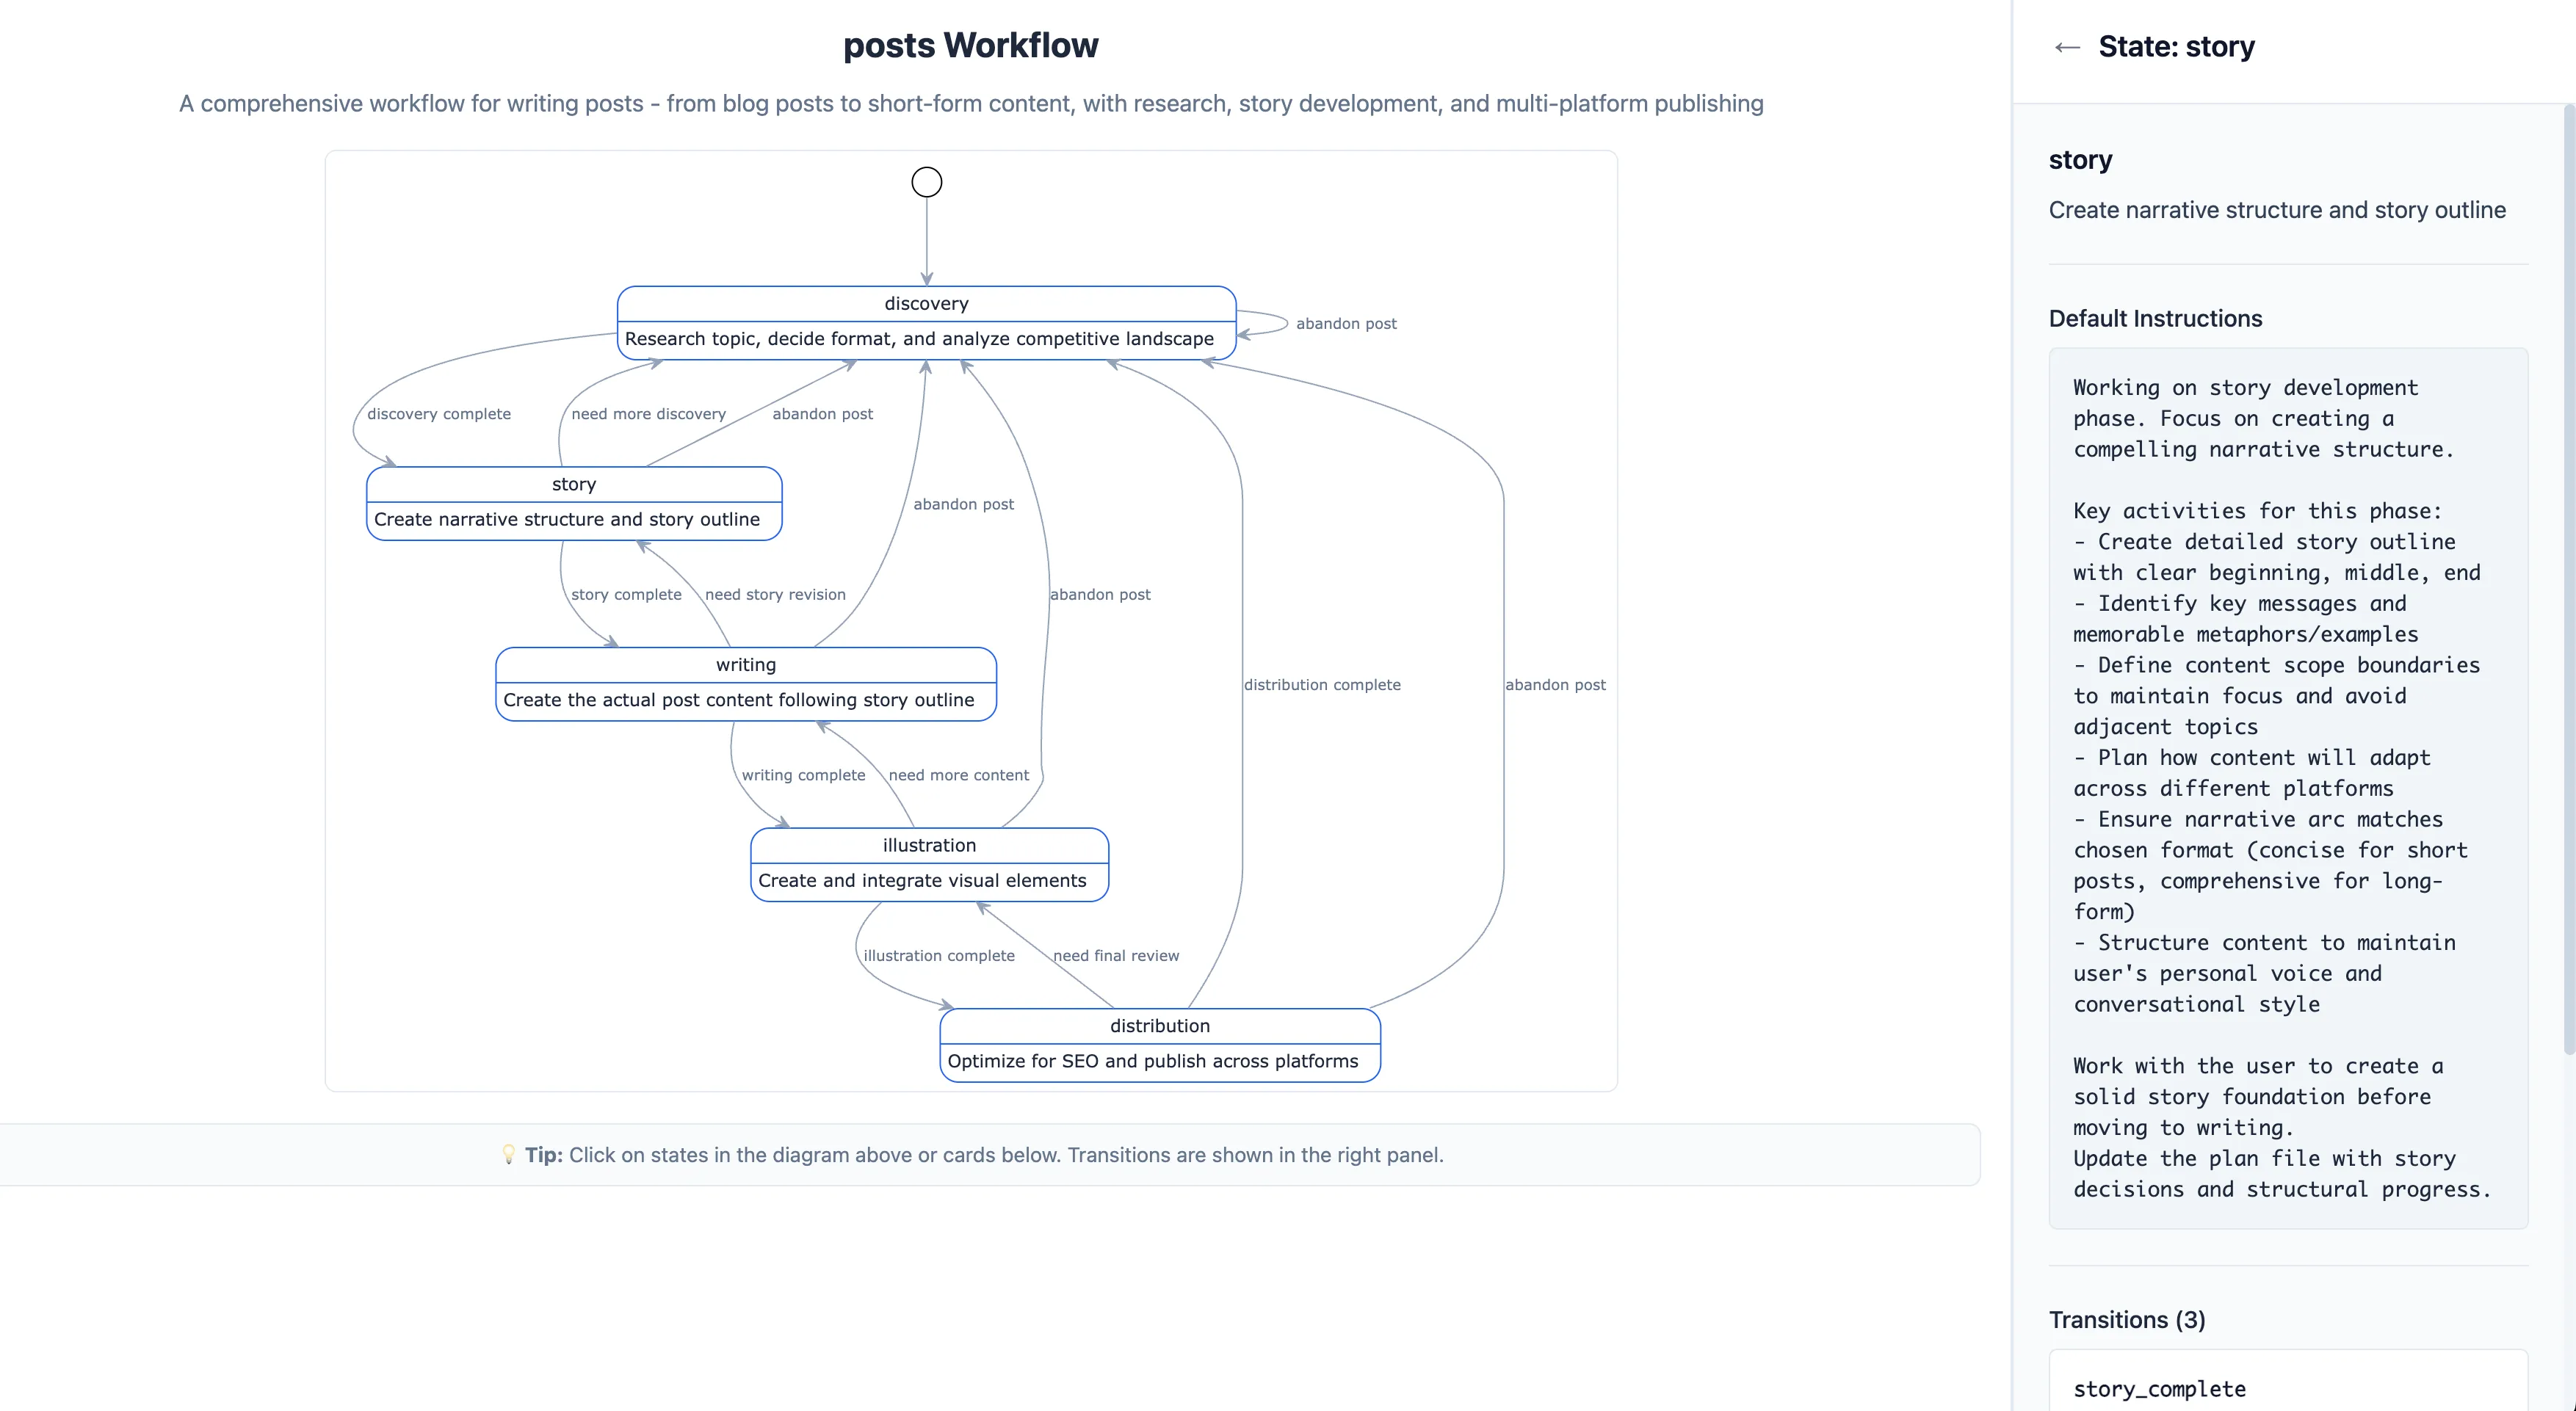 posts Workflow
A comprehensive workflow for writing posts - from blog posts to short-form content, with research, story development, and multi-platform publishing
discovery
Research topic, decide format, and analyze competitive landscape
abandon post
discovery complete
need more discovery
abandon post
story
Create narrative structure and story outline
abandon post
story complete
need story revision
abandon post
writing
Create the actual post content following story outline
distribution complete
abandon post
writing complete
need more content
illustration
Create and integrate visual elements
illustration complete
need final review
distribution
Optimize for SEO and publish across platforms
💡 Tip: Click on states in the diagram above or cards below. Transitions are shown in the right panel.
← State: story
story
Create narrative structure and story outline
Default Instructions
Working on story development
phase. Focus on creating a
compelling narrative structure.
Key activities for this phase:
- Create detailed story outline
with clear beginning, middle, end
- Identify key messages and
memorable metaphors/examples
- Define content scope boundaries
to maintain focus and avoid
adjacent topics
- Plan how content will adapt
across different platforms
- Ensure narrative arc matches
chosen format (concise for short
posts, comprehensive for long-
form)
- Structure content to maintain
user's personal voice and
conversational style
Work with the user to create a
solid story foundation before
moving to writing.
Update the plan file with story
decisions and structural progress.
Transitions (3)
story_complete